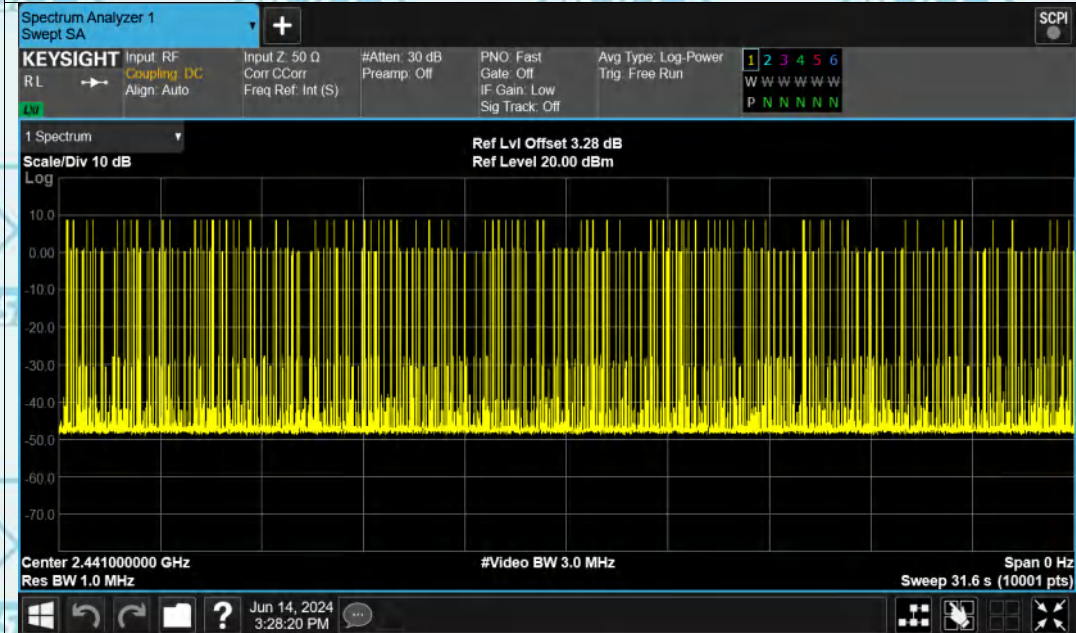 Spectrum Analyzer 1
Swept SA
+
SCPI
KEYSIGHT
RL
LXI
Input: RF
Coupling: DC
Align: Auto
Input Z: 50 Ω
Corr CCorr
Freq Ref: Int (S)
#Atten: 30 dB
Preamp: Off
PNO: Fast
Gate: Off
IF Gain: Low
Sig Track: Off
Avg Type: Log-Power
Trig: Free Run
1 2 3 4 5 6
W W W W W W
P N N N N N
1 Spectrum
Scale/Div 10 dB
Ref Lvl Offset 3.28 dB
Ref Level 20.00 dBm
Log
10.0
0.00
-10.0
-20.0
-30.0
-40.0
-50.0
-60.0
-70.0
Center 2.441000000 GHz
#Video BW 3.0 MHz
Span 0 Hz
Res BW 1.0 MHz
Sweep 31.6 s (10001 pts)
?
Jun 14, 2024
3:28:20 PM